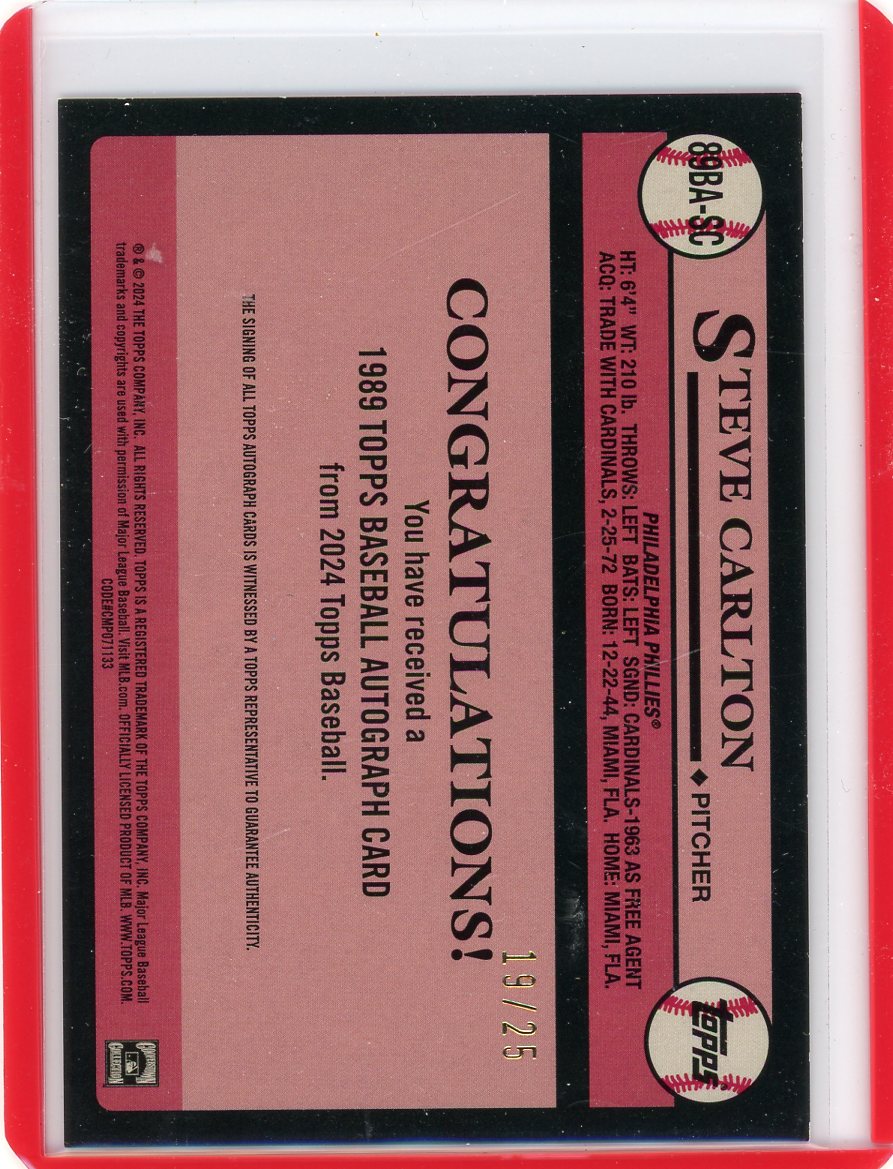 89BA-SC
STEVE CARLTON
◆ PITCHER
topps®
PHILADELPHIA PHILLIES®
HT: 6'4" WT: 210 lb. THROWS: LEFT BATS: LEFT SGND: CARDINALS-1963 AS FREE AGENT
ACQ: TRADE WITH CARDINALS, 2-25-72 BORN: 12-22-44, MIAMI, FLA. HOME: MIAMI, FLA.
19/25
CONGRATULATIONS!
You have received a
1989 TOPPS BASEBALL AUTOGRAPH CARD
from 2024 Topps Baseball.
THE SIGNING OF ALL TOPPS AUTOGRAPH CARDS IS WITNESSED BY A TOPPS REPRESENTATIVE TO GUARANTEE AUTHENTICITY.
® & © 2024 THE TOPPS COMPANY, INC. ALL RIGHTS RESERVED. TOPPS IS A REGISTERED TRADEMARK OF THE TOPPS COMPANY, INC. Major League Baseball
trademarks and copyrights are used with permission of Major League Baseball. Visit MLB.com. OFFICIALLY LICENSED PRODUCT OF MLB WWW.TOPPS.COM.
CODE#CMP071133
COOPERSTOWN
COLLECTION